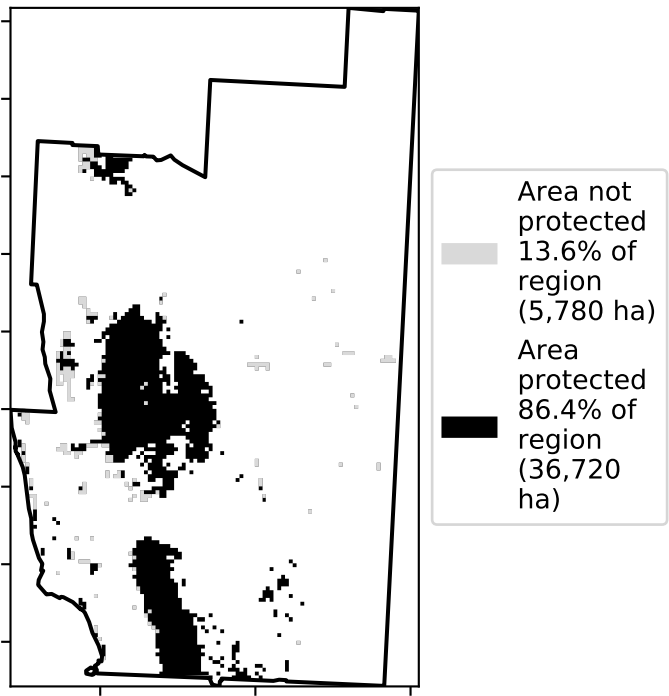 Area not
protected
13.6% of
region
(5,780 ha)
Area
protected
86.4% of
region
(36,720
ha)